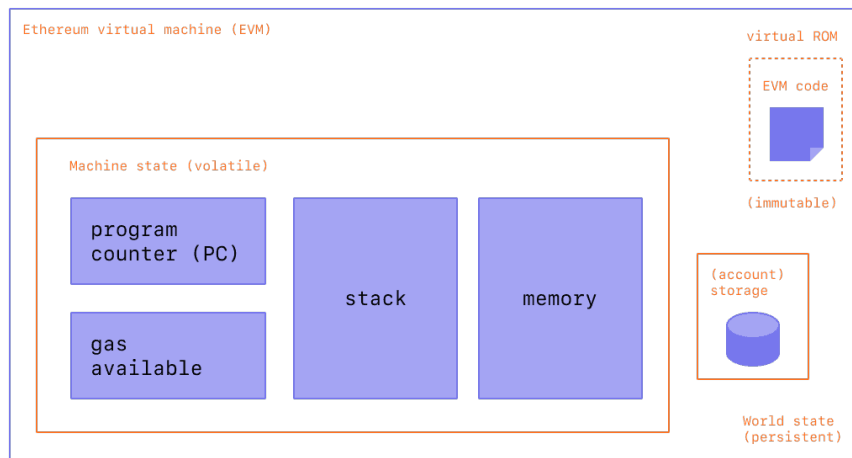 Ethereum virtual machine (EVM)
virtual ROM
EVM code
(immutable)
Machine state (volatile)
program
counter (PC)
gas
available
stack
memory
(account)
storage
World state
(persistent)